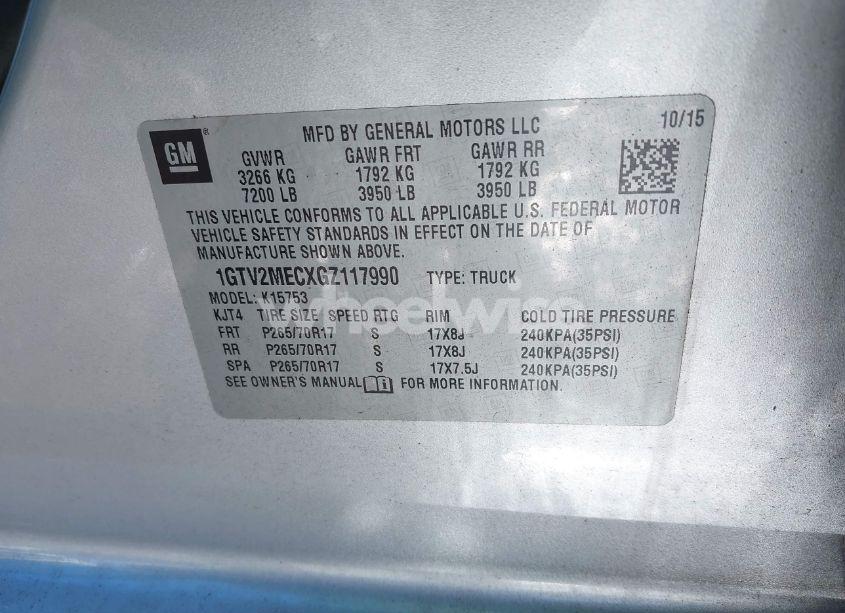 GM
MFD BY GENERAL MOTORS LLC 10/15
GVWR GAWR FRT GAWR RR
3266 KG 1792 KG 1792 KG
7200 LB 3950 LB 3950 LB
THIS VEHICLE CONFORMS TO ALL APPLICABLE U.S. FEDERAL MOTOR
VEHICLE SAFETY STANDARDS IN EFFECT ON THE DATE OF
MANUFACTURE SHOWN ABOVE.
1GTV2MECXGZ117990 TYPE: TRUCK
MODEL: K15753
wheelwire
KJT4 TIRE SIZE SPEED RTG RIM COLD TIRE PRESSURE
FRT P265/70R17 S 17X8J 240KPA(35PSI)
RR P265/70R17 S 17X8J 240KPA(35PSI)
SPA P265/70R17 S 17X7.5J 240KPA(35PSI)
SEE OWNER'S MANUAL FOR MORE INFORMATION.